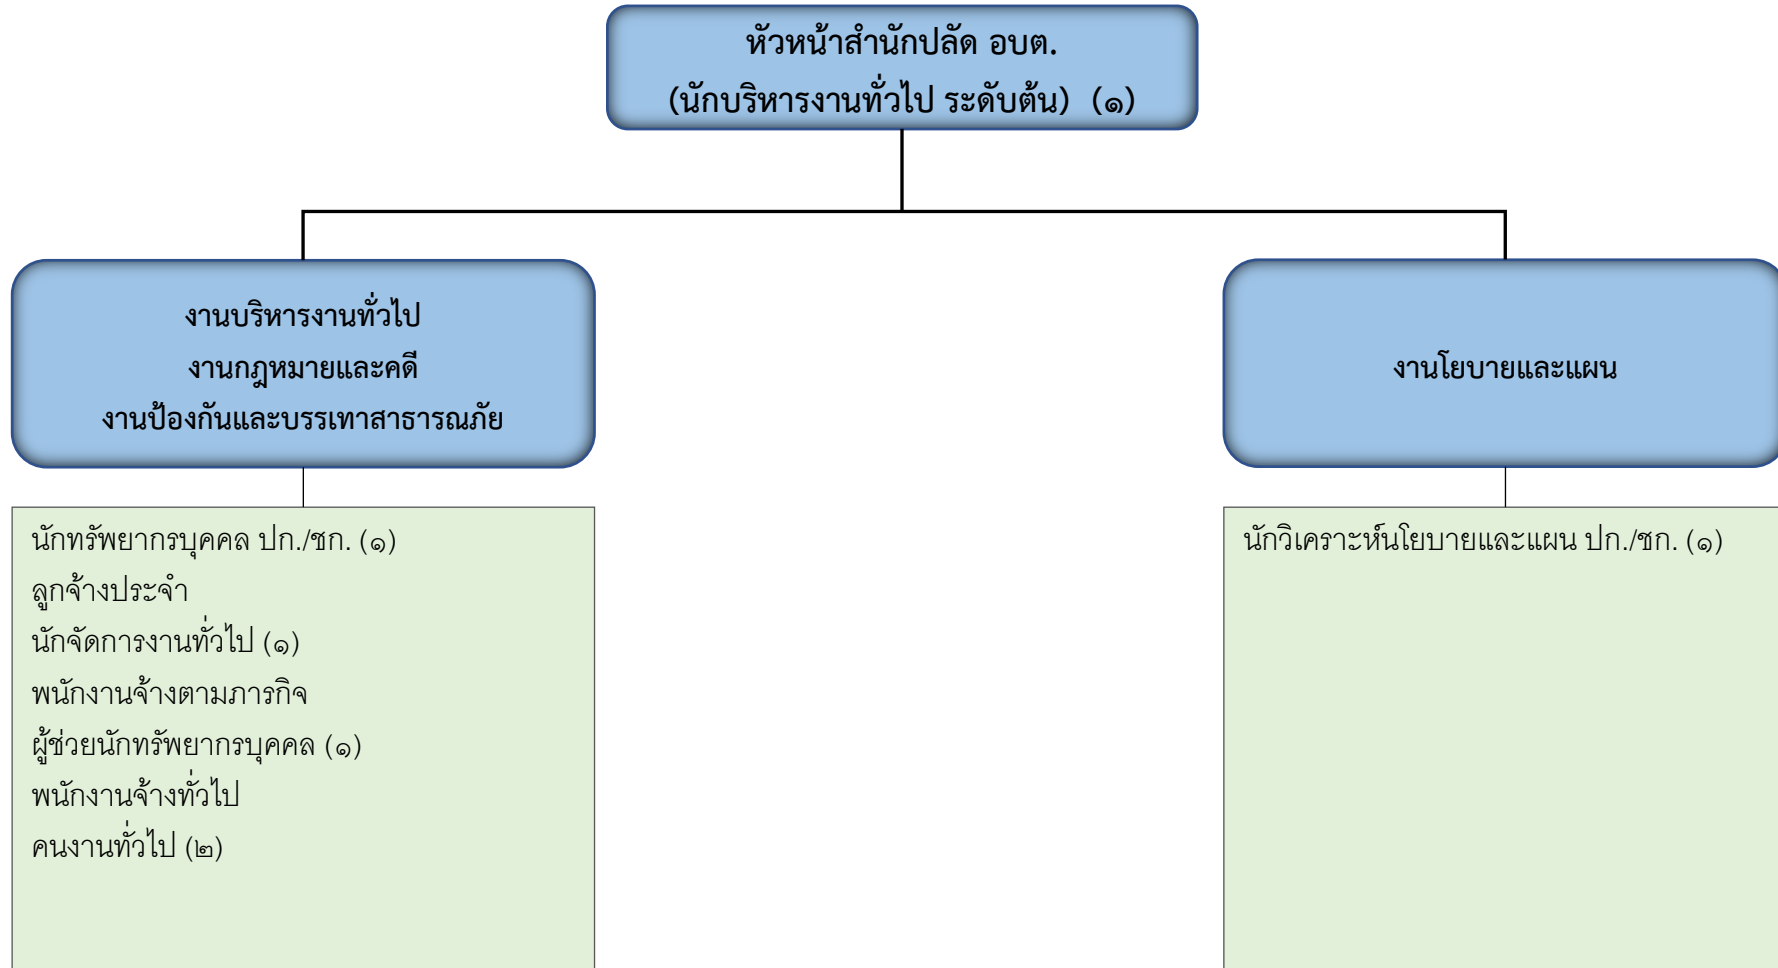 หัวหน้าสำนักปลัด อบต.
(นักบริหารงานทั่วไป ระดับต้น) (๑)
งานบริหารงานทั่วไป
งานกฎหมายและคดี
งานป้องกันและบรรเทาสาธารณภัย
นักทรัพยากรบุคคล ปก./ชก. (๑)
ลูกจ้างประจำ
นักจัดการงานทั่วไป (๑)
พนักงานจ้างตามภารกิจ
ผู้ช่วยนักทรัพยากรบุคคล (๑)
พนักงานจ้างทั่วไป
คนงานทั่วไป (๒)
งานโยบายและแผน
นักวิเคราะห์นโยบายและแผน ปก./ชก. (๑)